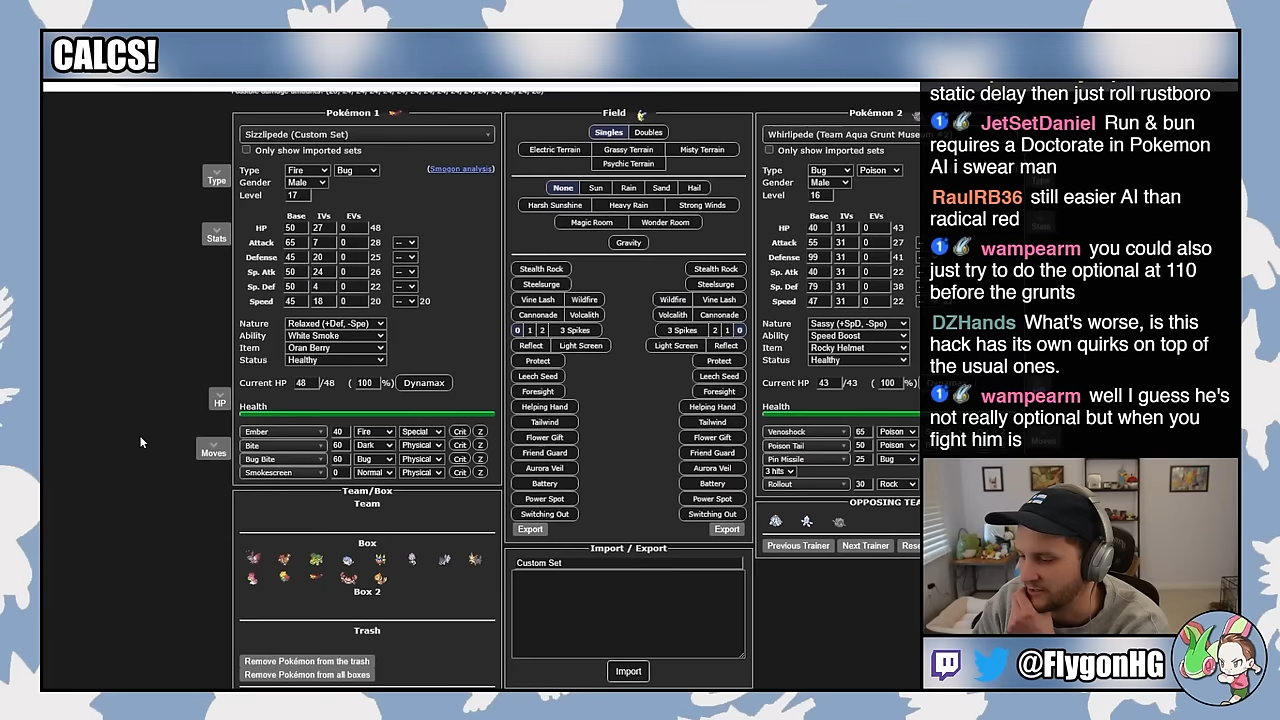 CALCS!
Pokémon 1
Sizzlipede (Custom Set)
Only show imported sets
Type Fire Bug (Smogon analysis)
Gender Male
Level 17
Base IVs EVs
HP 50 27 0 48
Attack 65 7 0 28 --
Defense 45 20 0 25 --
Sp. Atk 50 24 0 26 --
Sp. Def 50 4 0 22 --
Speed 45 18 0 20 -- 20
Nature Relaxed (+Def, -Spe)
Ability White Smoke
Item Oran Berry
Status Healthy
Current HP 48 /48 ( 100 %) Dynamax
Health
Ember 40 Fire Special Crit Z
Bite 60 Dark Physical Crit Z
Bug Bite 60 Bug Physical Crit Z
Smokescreen 0 Normal Physical Crit Z
Type
Stats
HP
Moves
Team/Box
Team
Box
Box 2
Trash
Remove Pokémon from the trash
Remove Pokémon from all boxes
Field
Singles Doubles
Electric Terrain Grassy Terrain Misty Terrain
Psychic Terrain
None Sun Rain Sand Hail
Harsh Sunshine Heavy Rain Strong Winds
Magic Room Wonder Room
Gravity
Stealth Rock Stealth Rock
Steelsurge Steelsurge
Vine Lash Wildfire Wildfire Vine Lash
Cannonade Volcalith Volcalith Cannonade
0 1 2 3 Spikes 3 Spikes 2 1 0
Reflect Light Screen Light Screen Reflect
Protect Protect
Leech Seed Leech Seed
Foresight Foresight
Helping Hand Helping Hand
Tailwind Tailwind
Flower Gift Flower Gift
Friend Guard Friend Guard
Aurora Veil Aurora Veil
Battery Battery
Power Spot Power Spot
Switching Out Switching Out
Export Export
Import / Export
Custom Set
Import
Pokémon 2
Whirlipede (Team Aqua Grunt Muse
Only show imported sets
Type Bug Poison
Gender Male
Level 16
Base IVs EVs
HP 40 31 0 43
Attack 55 31 0 27
Defense 99 31 0 41
Sp. Atk 40 31 0 22
Sp. Def 79 31 0 38
Speed 47 31 0 22
Nature Sassy (+SpD, -Spe)
Ability Speed Boost
Item Rocky Helmet
Status Healthy
Current HP 43 /43 ( 100 %)
Health
Venoshock 65 Poison
Poison Tail 50 Poison
Pin Missile 25 Bug
3 hits
Rollout 30 Rock
OPPOSING TEA
Previous Trainer Next Trainer Rese
static delay then just roll rustboro
JetSetDaniel Run & bun
requires a Doctorate in Pokemon
AI i swear man
RaulRB36 still easier AI than
radical red
wampearm you could also
just try to do the optional at 110
before the grunts
DZHands What's worse, is this
hack has its own quirks on top of
the usual ones.
wampearm well I guess he's
not really optional but when you
fight him is
@FlygonHG